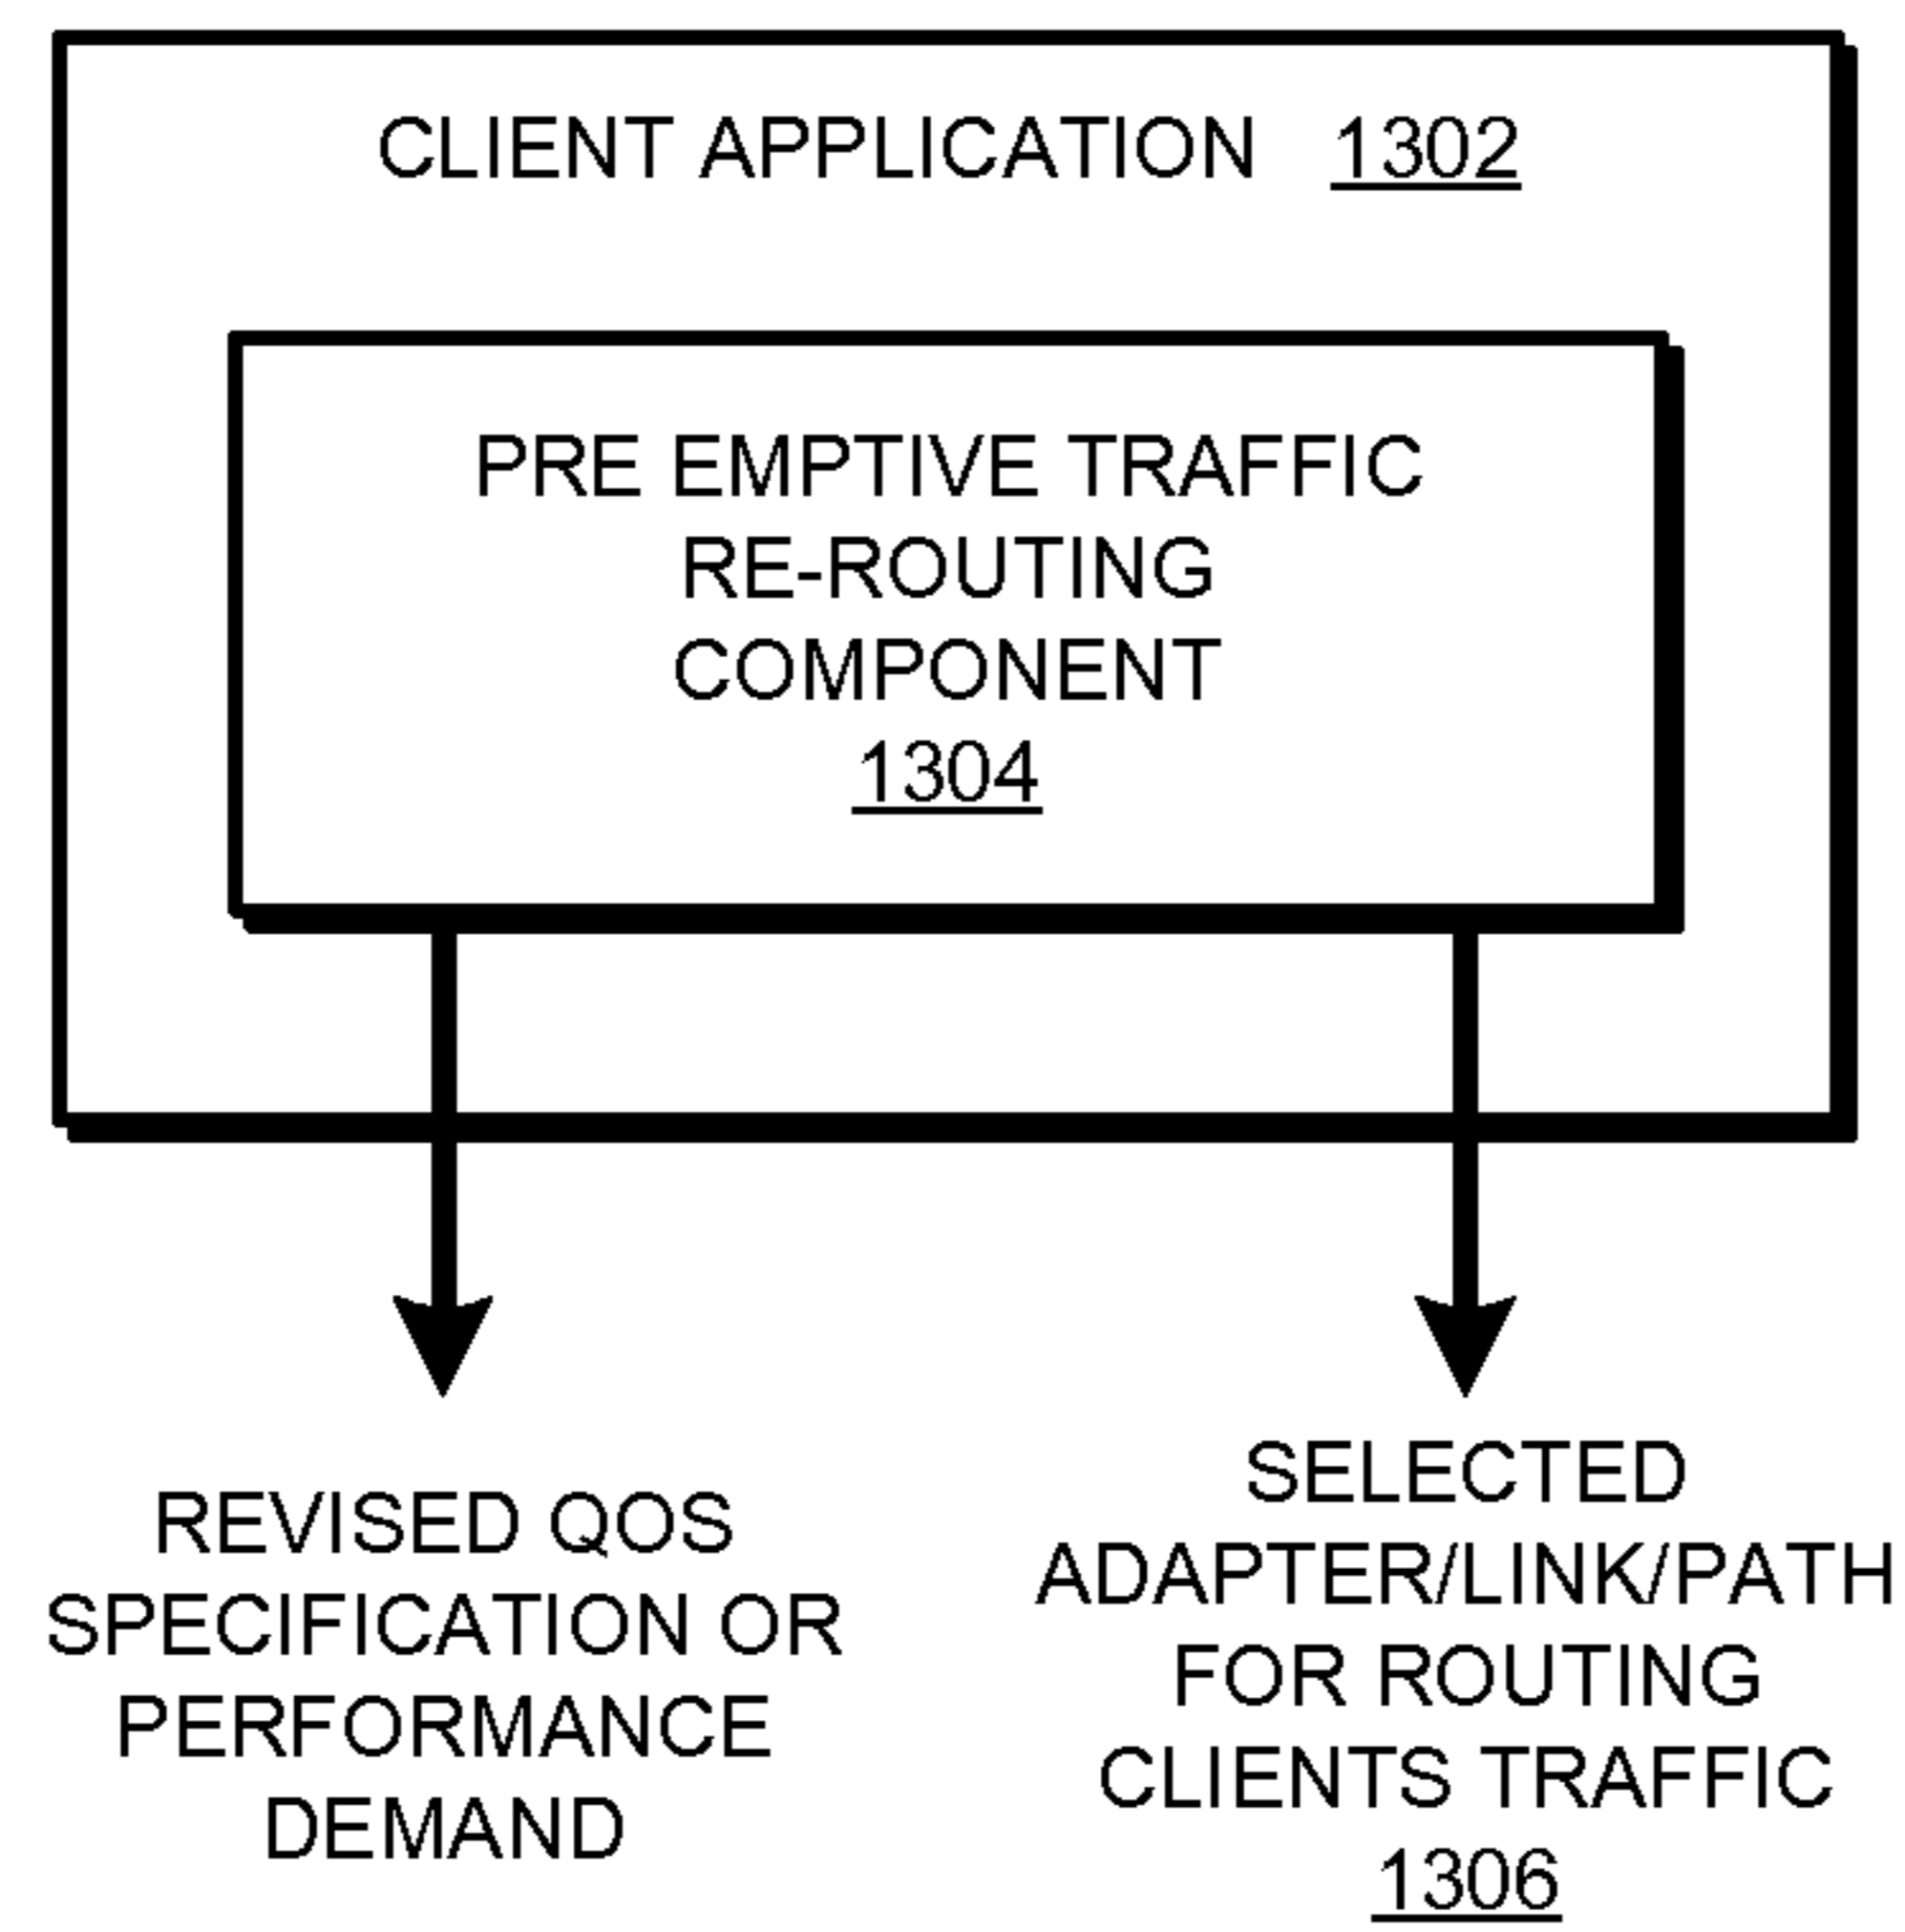 CLIENT APPLICATION 1302
PRE EMPTIVE TRAFFIC
RE-ROUTING
COMPONENT
1304
REVISED QOS
SPECIFICATION OR
PERFORMANCE
DEMAND
SELECTED
ADAPTER/LINK/PATH
FOR ROUTING
CLIENTS TRAFFIC
1306